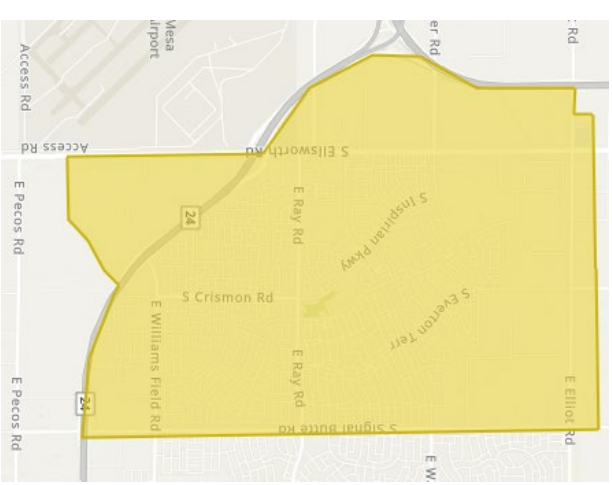 Mesa
Airport
er Rd
Rd
Access Rd
Access Rd
S Ellsworth Rd
E Pecos Rd
E Ray Rd
S Inspirian Pkwy
24
S Crismon Rd
S Everton Terr
E Williams Field Rd
E Ray Rd
E Elliot Rd
E Pecos Rd
24
S Signal Butte Rd
E W